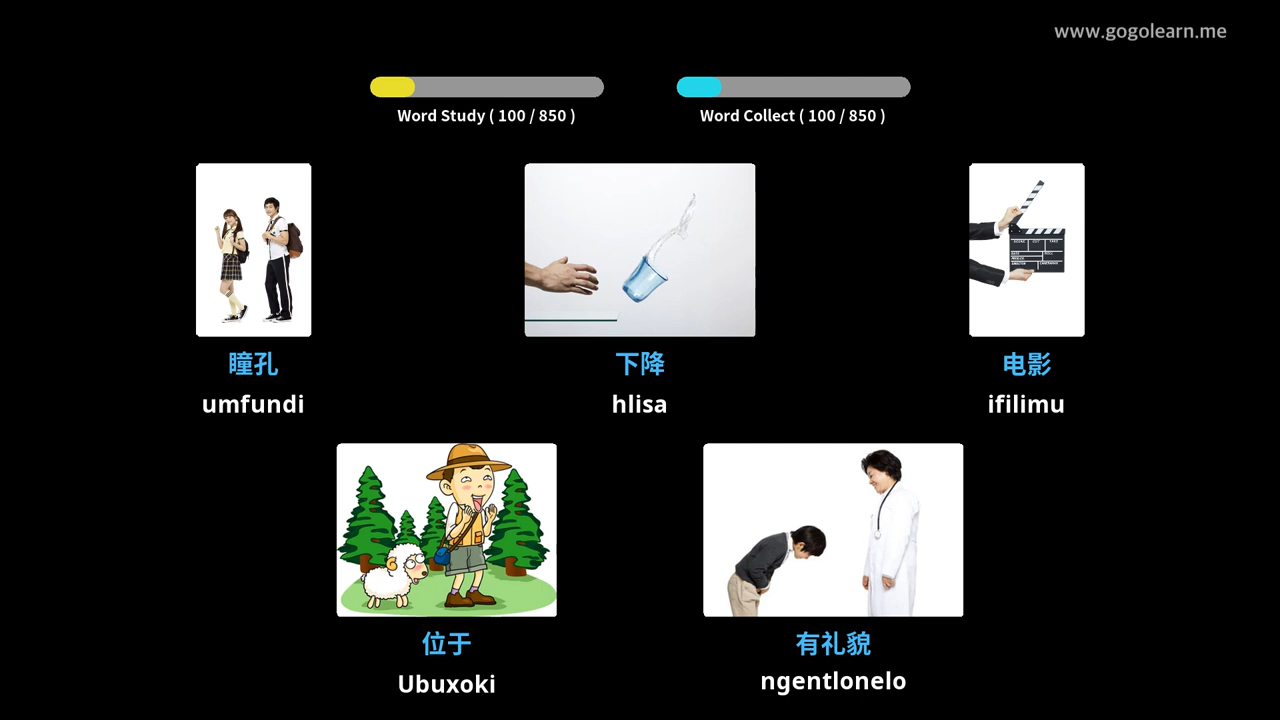 www.gogolearn.me
Word Study ( 100 / 850 )
Word Collect ( 100 / 850 )
瞳孔
umfundi
下降
hlisa
电影
ifilimu
位于
Ubuxoki
有礼貌
ngentlonelo